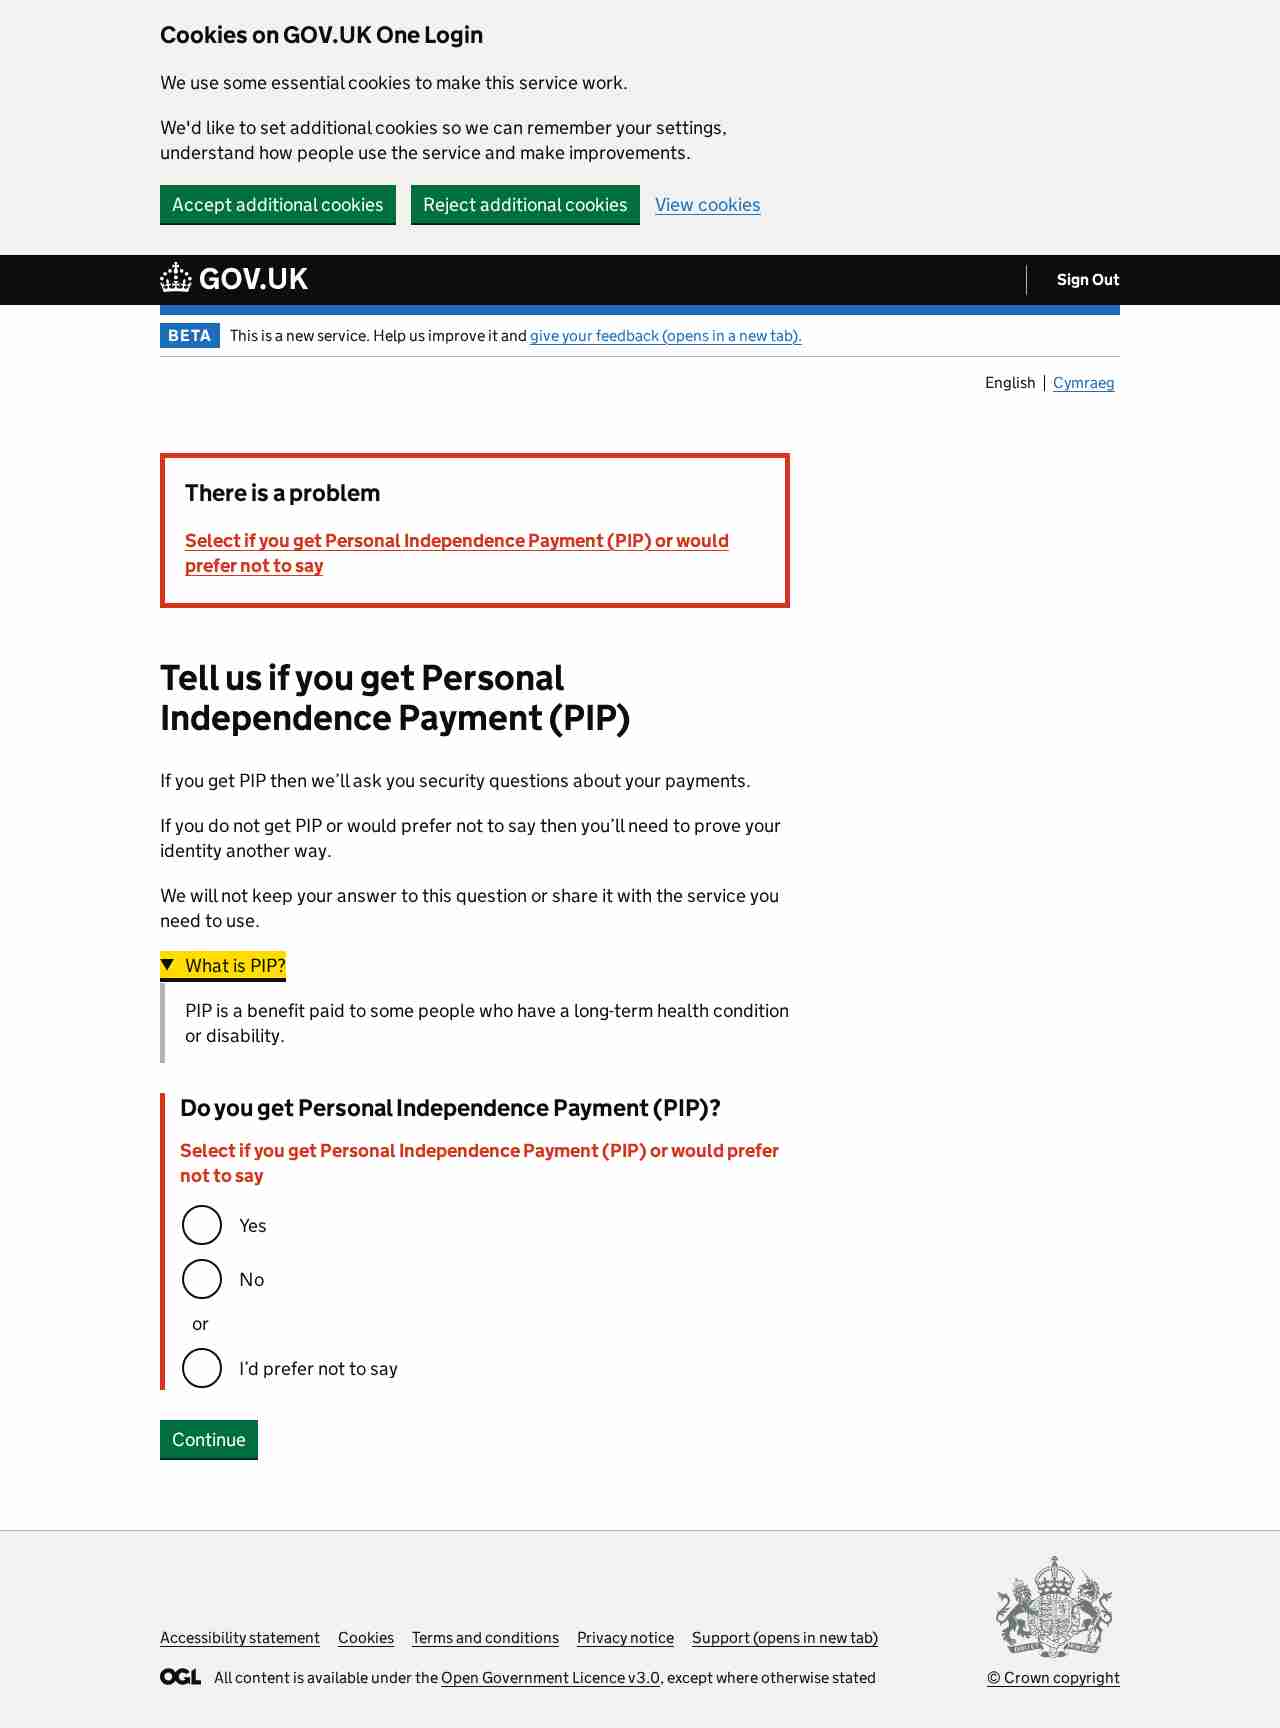 Cookies on GOV.UK One Login
We use some essential cookies to make this service work.
We'd like to set additional cookies so we can remember your settings,
understand how people use the service and make improvements.
Accept additional cookies Reject additional cookies View cookies
GOV.UK Sign Out
BETA This is a new service. Help us improve it and give your feedback (opens in a new tab).
English Cymraeg
There is a problem
Select if you get Personal Independence Payment (PIP) or would
prefer not to say
Tell us if you get Personal
Independence Payment (PIP)
If you get PIP then we’ll ask you security questions about your payments.
If you do not get PIP or would prefer not to say then you’ll need to prove your
identity another way.
We will not keep your answer to this question or share it with the service you
need to use.
What is PIP?
PIP is a benefit paid to some people who have a long-term health condition
or disability.
Do you get Personal Independence Payment (PIP)?
Select if you get Personal Independence Payment (PIP) or would prefer
not to say
Yes
No
or
I’d prefer not to say
Continue
Accessibility statement Cookies Terms and conditions Privacy notice Support (opens in new tab)
OGL All content is available under the Open Government Licence v3.0, except where otherwise stated
© Crown copyright